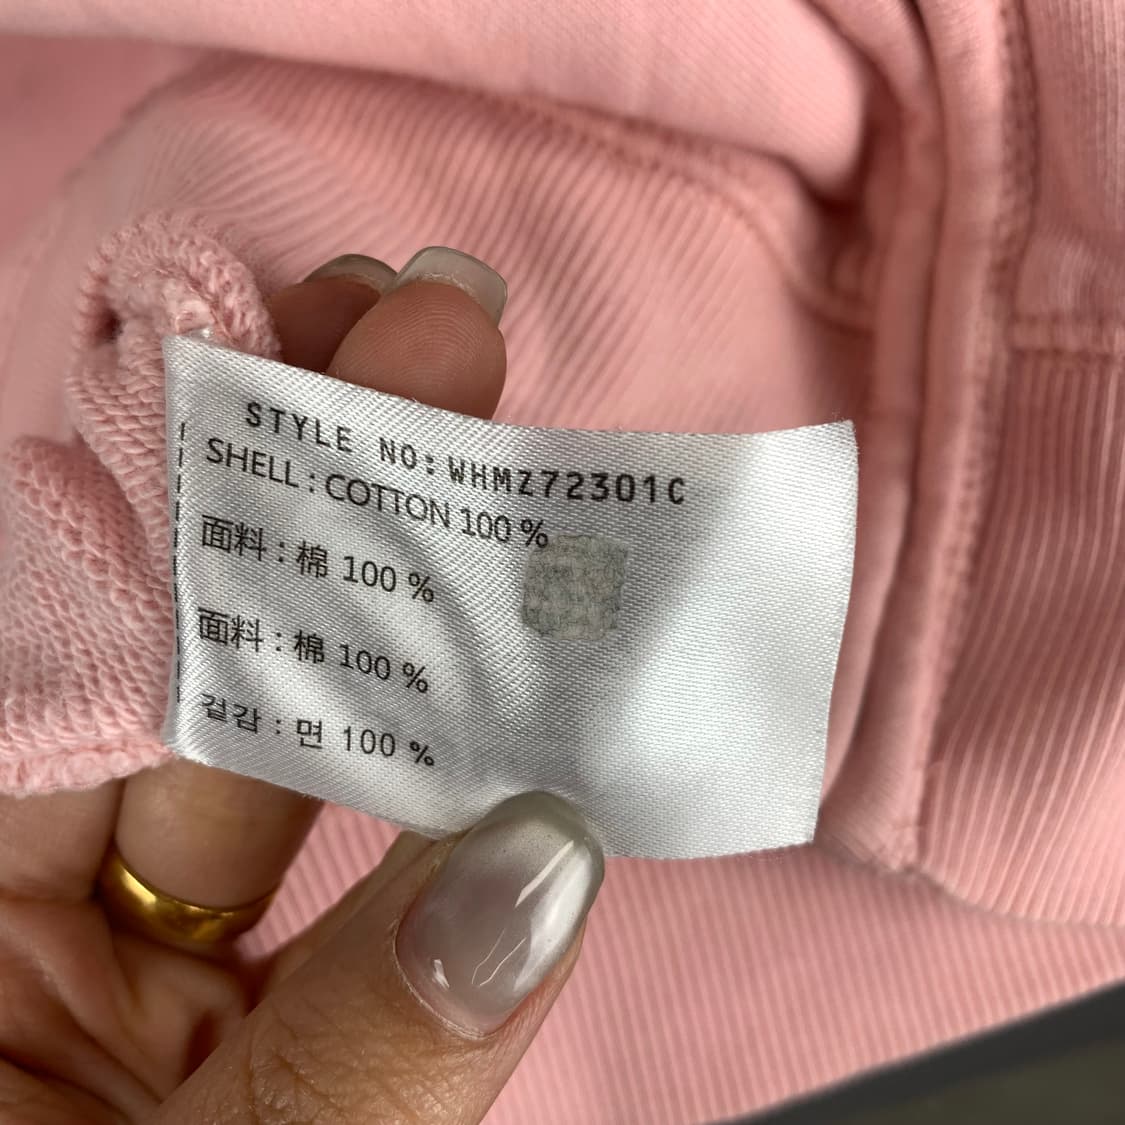 STYLE NO:WHMZ72301C
SHELL : COTTON 100 %
面料 : 棉 100 %
面料 : 棉 100 %
겉감 : 면 100 %